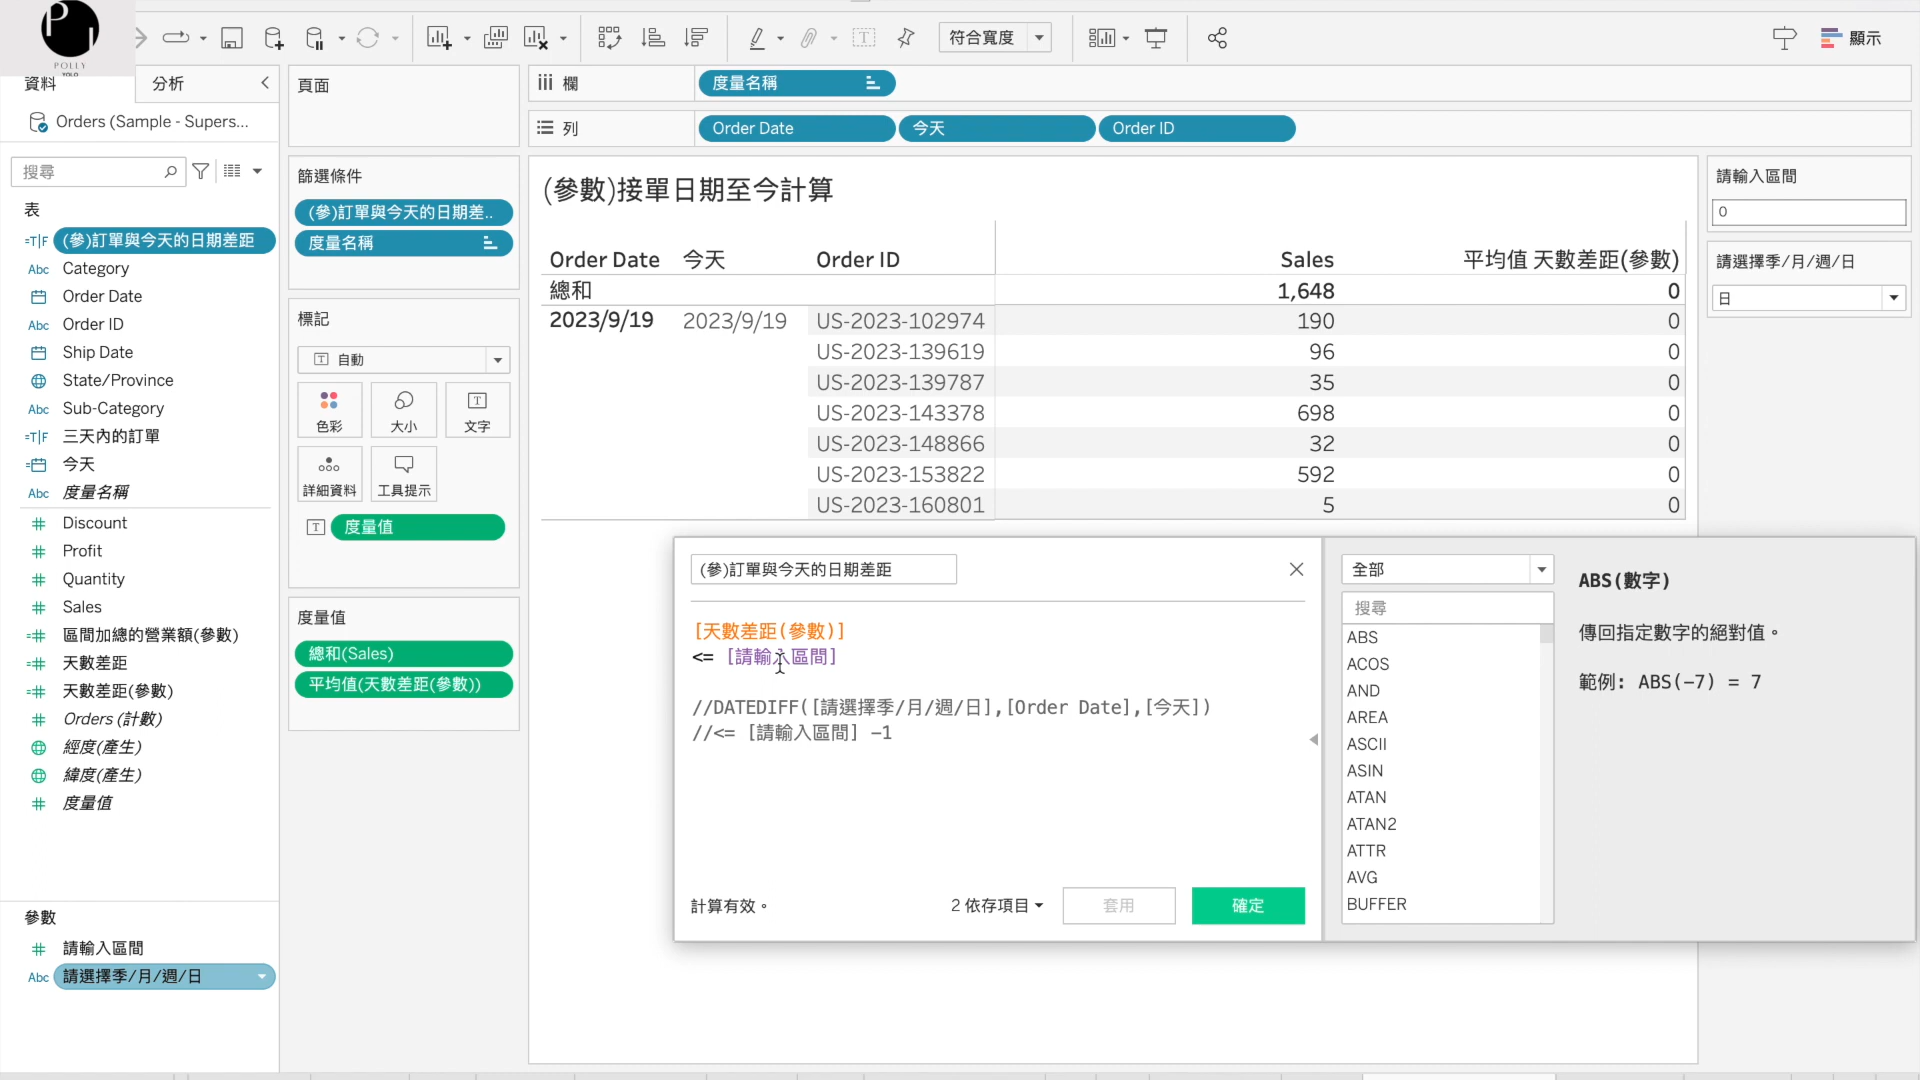 POLLY
YOLO
符合寬度
顯示
資料
分析
Orders (Sample - Supers...
搜尋
表
(參)訂單與今天的日期差距
Abc Category
Order Date
Abc Order ID
Ship Date
State/Province
Abc Sub-Category
三天內的訂單
今天
Abc 度量名稱
Discount
Profit
Quantity
Sales
區間加總的營業額(參數)
天數差距
天數差距(參數)
Orders (計數)
經度(產生)
緯度(產生)
度量值
參數
請輸入區間
Abc 請選擇季/月/週/日
頁面
篩選條件
(參)訂單與今天的日期差..
度量名稱
標記
自動
色彩 大小 文字
詳細資料 工具提示
度量值
度量值
總和(Sales)
平均值(天數差距(參數))
欄 度量名稱
列 Order Date 今天 Order ID
(參數)接單日期至今計算
Order Date 今天 Order ID Sales 平均值 天數差距(參數)
總和 1,648 0
2023/9/19 2023/9/19 US-2023-102974 190 0
US-2023-139619 96 0
US-2023-139787 35 0
US-2023-143378 698 0
US-2023-148866 32 0
US-2023-153822 592 0
US-2023-160801 5 0
請輸入區間
0
請選擇季/月/週/日
日
(參)訂單與今天的日期差距
[天數差距(參數)]
<= [請輸入區間]
//DATEDIFF([請選擇季/月/週/日],[Order Date],[今天])
//<= [請輸入區間] -1
計算有效。
2 依存項目
套用
確定
全部
搜尋
ABS
ACOS
AND
AREA
ASCII
ASIN
ATAN
ATAN2
ATTR
AVG
BUFFER
ABS(數字)
傳回指定數字的絕對值。
範例: ABS(-7) = 7